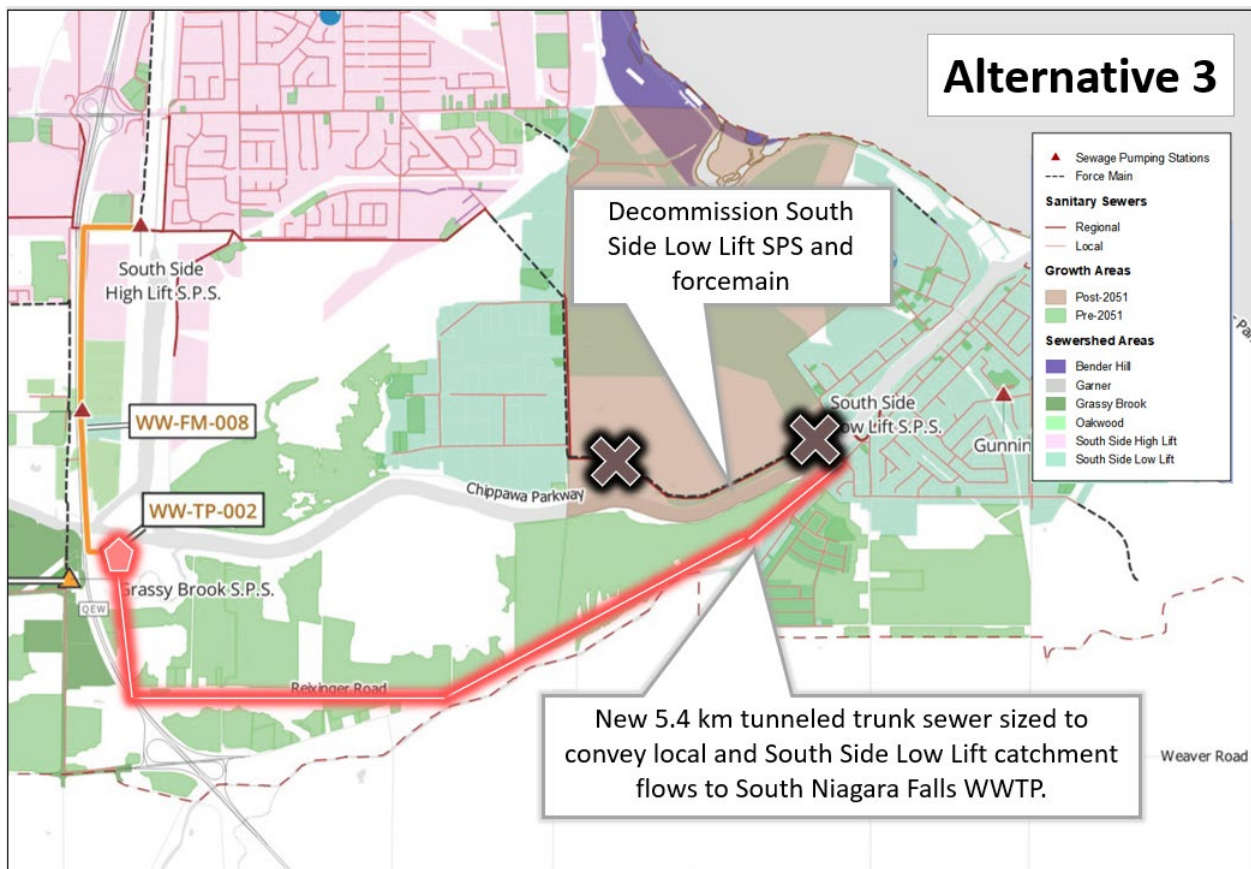 Alternative 3
Sewage Pumping Stations
Force Main
Sanitary Sewers
Regional
Local
Growth Areas
Post-2051
Pre-2051
Sewershed Areas
Bender Hill
Garner
Grassy Brook
Oakwood
South Side High Lift
South Side Low Lift
Decommission South
Side Low Lift SPS and
forcemain
South Side
High Lift S.P.S.
WW-FM-008
South Side
ow Lift S.P.S.
Gunnin
Chippawa Parkway
WW-TP-002
Grassy Brook S.P.S.
QEW
Reixinger Road
New 5.4 km tunneled trunk sewer sized to
convey local and South Side Low Lift catchment
flows to South Niagara Falls WWTP.
Weaver Road